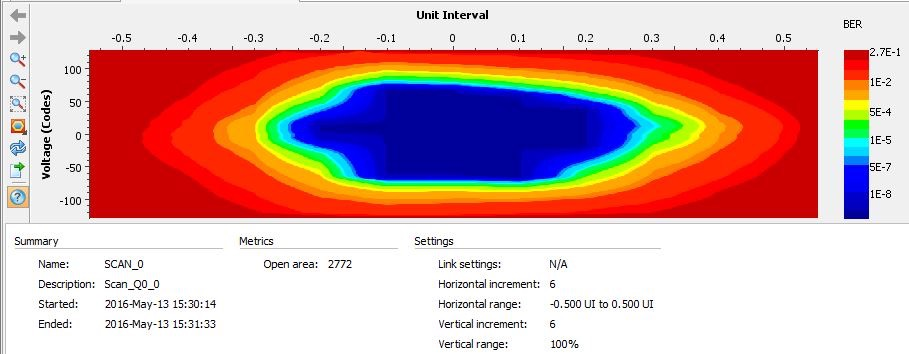 Unit Interval
BER
-0.5 -0.4 -0.3 -0.2 -0.1 0 0.1 0.2 0.3 0.4 0.5
Voltage (Codes)
100
50
0
-50
-100
2.7E-1
1E-2
5E-4
1E-5
5E-7
1E-8
Summary
Name: SCAN_0
Description: Scan_Q0_0
Started: 2016-May-13 15:30:14
Ended: 2016-May-13 15:31:33
Metrics
Open area: 2772
Settings
Link settings: N/A
Horizontal increment: 6
Horizontal range: -0.500 UI to 0.500 UI
Vertical increment: 6
Vertical range: 100%